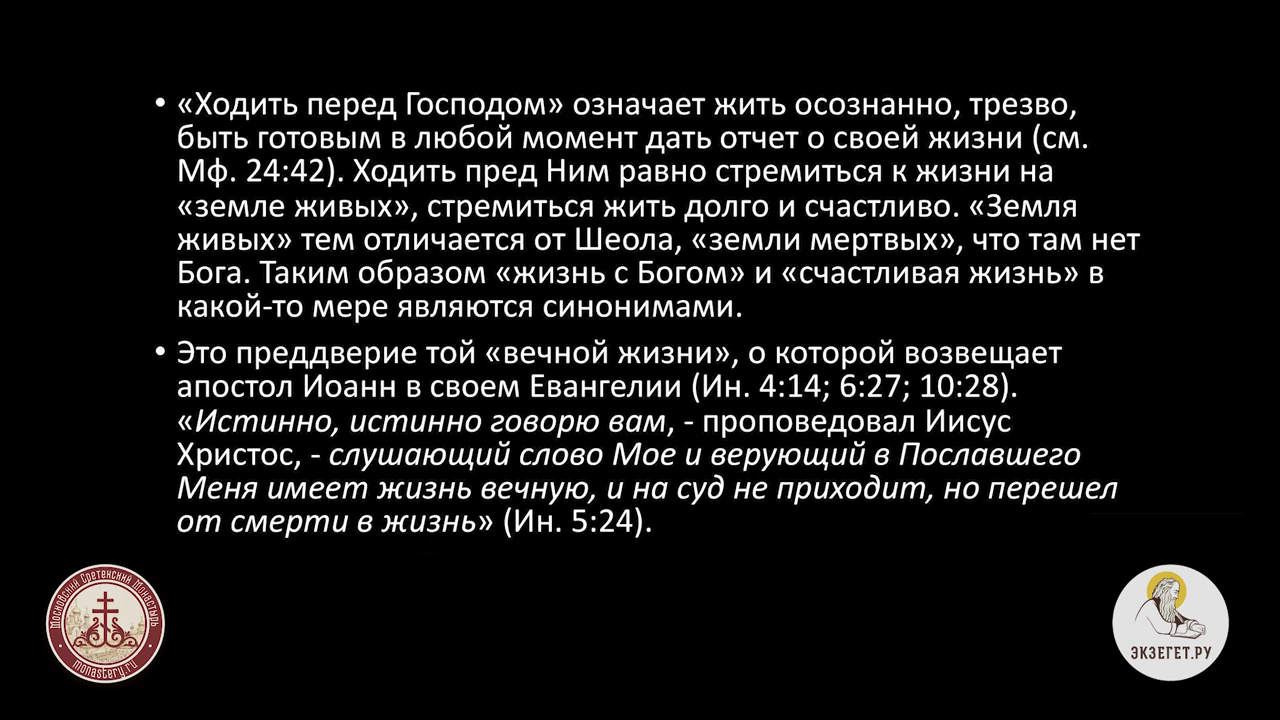 • «Ходить перед Господом» означает жить осознанно, трезво,
быть готовым в любой момент дать отчет о своей жизни (см.
Мф. 24:42). Ходить пред Ним равно стремиться к жизни на
«земле живых», стремиться жить долго и счастливо. «Земля
живых» тем отличается от Шеола, «земли мертвых», что там нет
Бога. Таким образом «жизнь с Богом» и «счастливая жизнь» в
какой-то мере являются синонимами.
• Это преддверие той «вечной жизни», о которой возвещает
апостол Иоанн в своем Евангелии (Ин. 4:14; 6:27; 10:28).
«Истинно, истинно говорю вам, - проповедовал Иисус
Христос, - слушающий слово Мое и верующий в Пославшего
Меня имеет жизнь вечную, и на суд не приходит, но перешел
от смерти в жизнь» (Ин. 5:24).
Московский Сретенский Монастырь
monastery.ru
ЭКЗЕГЕТ.РУ